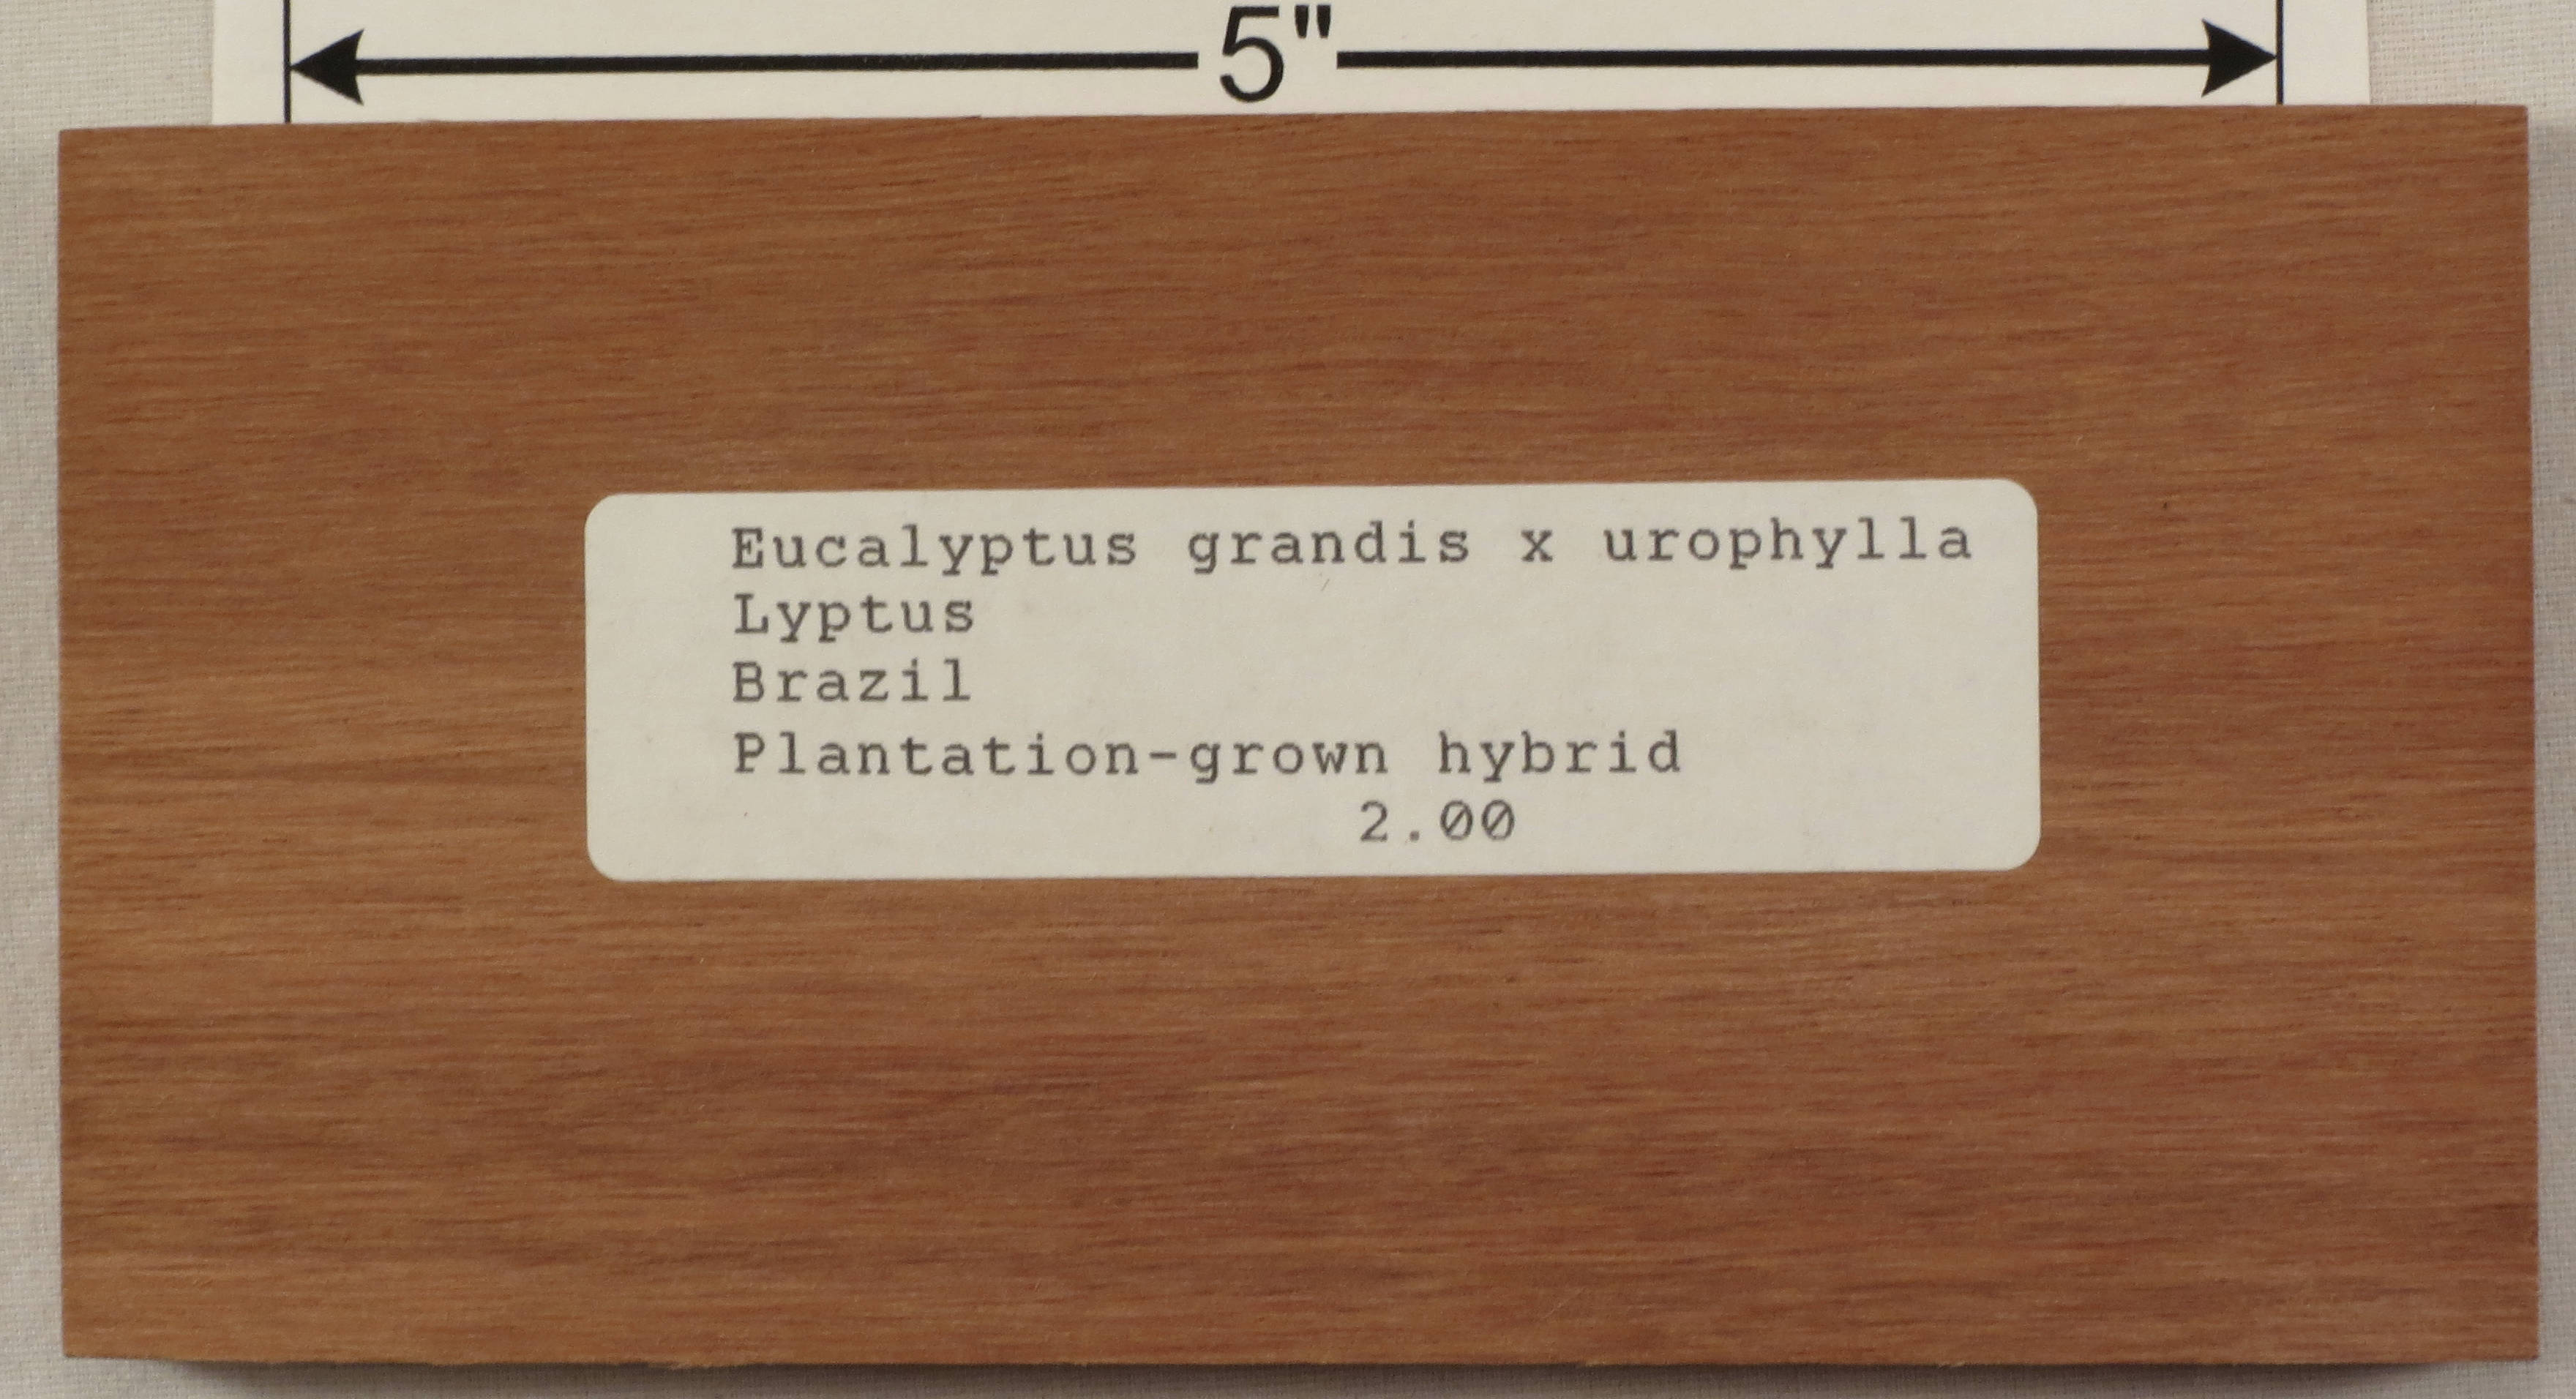 5"
Eucalyptus grandis x urophylla
Lyptus
Brazil
Plantation-grown hybrid
2.00